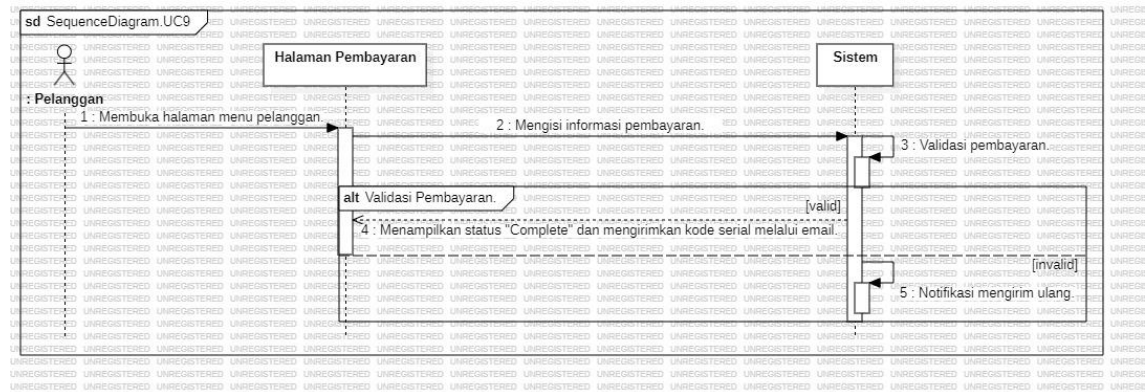 sd SequenceDiagram.UC9
Halaman Pembayaran
Sistem
: Pelanggan
1 : Membuka halaman menu pelanggan.
2 : Mengisi informasi pembayaran.
3 : Validasi pembayaran.
alt Validasi Pembayaran.
[valid]
4 : Menampilkan status "Complete" dan mengirimkan kode serial melalui email.
[invalid]
5 : Notifikasi mengirim ulang.
UNREGISTERED